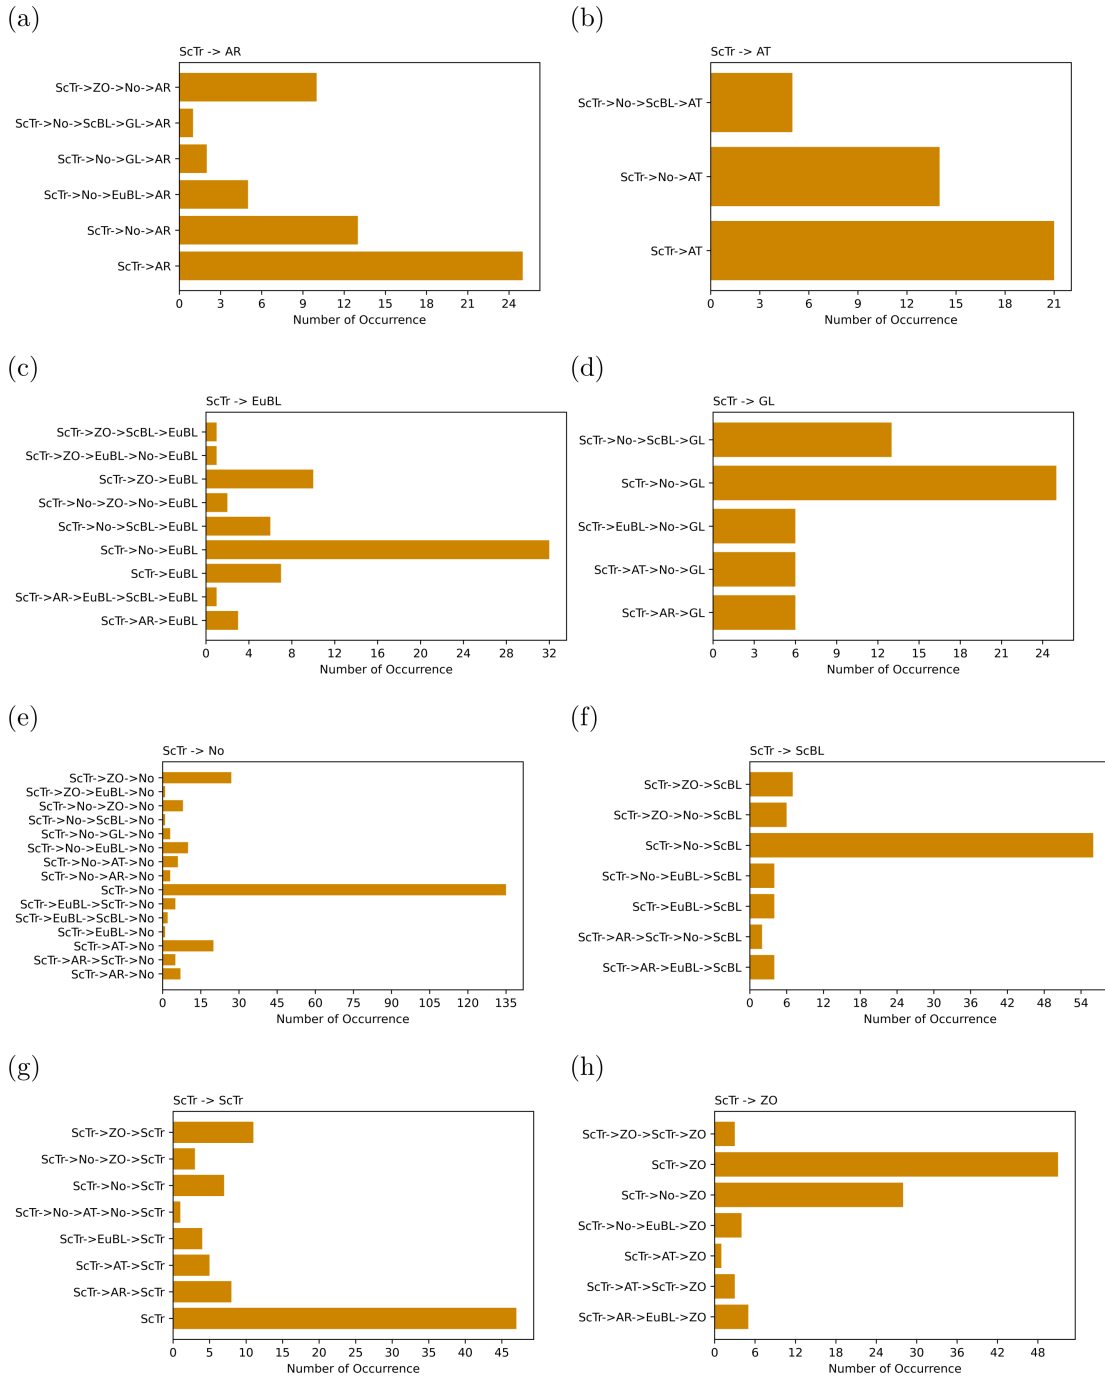 (a)
ScTr -> AR
ScTr->ZO->No->AR
ScTr->No->ScBL->GL->AR
ScTr->No->GL->AR
ScTr->No->EuBL->AR
ScTr->No->AR
ScTr->AR
0 3 6 9 12 15 18 21 24
Number of Occurrence
(b)
ScTr -> AT
ScTr->No->ScBL->AT
ScTr->No->AT
ScTr->AT
0 3 6 9 12 15 18 21
Number of Occurrence
(c)
ScTr -> EuBL
ScTr->ZO->ScBL->EuBL
ScTr->ZO->EuBL->No->EuBL
ScTr->ZO->EuBL
ScTr->No->ZO->No->EuBL
ScTr->No->ScBL->EuBL
ScTr->No->EuBL
ScTr->EuBL
ScTr->AR->EuBL->ScBL->EuBL
ScTr->AR->EuBL
0 4 8 12 16 20 24 28 32
Number of Occurrence
(d)
ScTr -> GL
ScTr->No->ScBL->GL
ScTr->No->GL
ScTr->EuBL->No->GL
ScTr->AT->No->GL
ScTr->AR->GL
0 3 6 9 12 15 18 21 24
Number of Occurrence
(e)
ScTr -> No
ScTr->ZO->No
ScTr->ZO->EuBL->No
ScTr->No->ZO->No
ScTr->No->ScBL->No
ScTr->No->GL->No
ScTr->No->EuBL->No
ScTr->No->AT->No
ScTr->No->AR->No
ScTr->No
ScTr->EuBL->ScTr->No
ScTr->EuBL->ScBL->No
ScTr->EuBL->No
ScTr->AT->No
ScTr->AR->ScTr->No
ScTr->AR->No
0 15 30 45 60 75 90 105 120 135
Number of Occurrence
(f)
ScTr -> ScBL
ScTr->ZO->ScBL
ScTr->ZO->No->ScBL
ScTr->No->ScBL
ScTr->No->EuBL->ScBL
ScTr->EuBL->ScBL
ScTr->AR->ScTr->No->ScBL
ScTr->AR->EuBL->ScBL
0 6 12 18 24 30 36 42 48 54
Number of Occurrence
(g)
ScTr -> ScTr
ScTr->ZO->ScTr
ScTr->No->ZO->ScTr
ScTr->No->ScTr
ScTr->No->AT->No->ScTr
ScTr->EuBL->ScTr
ScTr->AT->ScTr
ScTr->AR->ScTr
ScTr
0 5 10 15 20 25 30 35 40 45
Number of Occurrence
(h)
ScTr -> ZO
ScTr->ZO->ScTr->ZO
ScTr->ZO
ScTr->No->ZO
ScTr->No->EuBL->ZO
ScTr->AT->ZO
ScTr->AT->ScTr->ZO
ScTr->AR->EuBL->ZO
0 6 12 18 24 30 36 42 48
Number of Occurrence